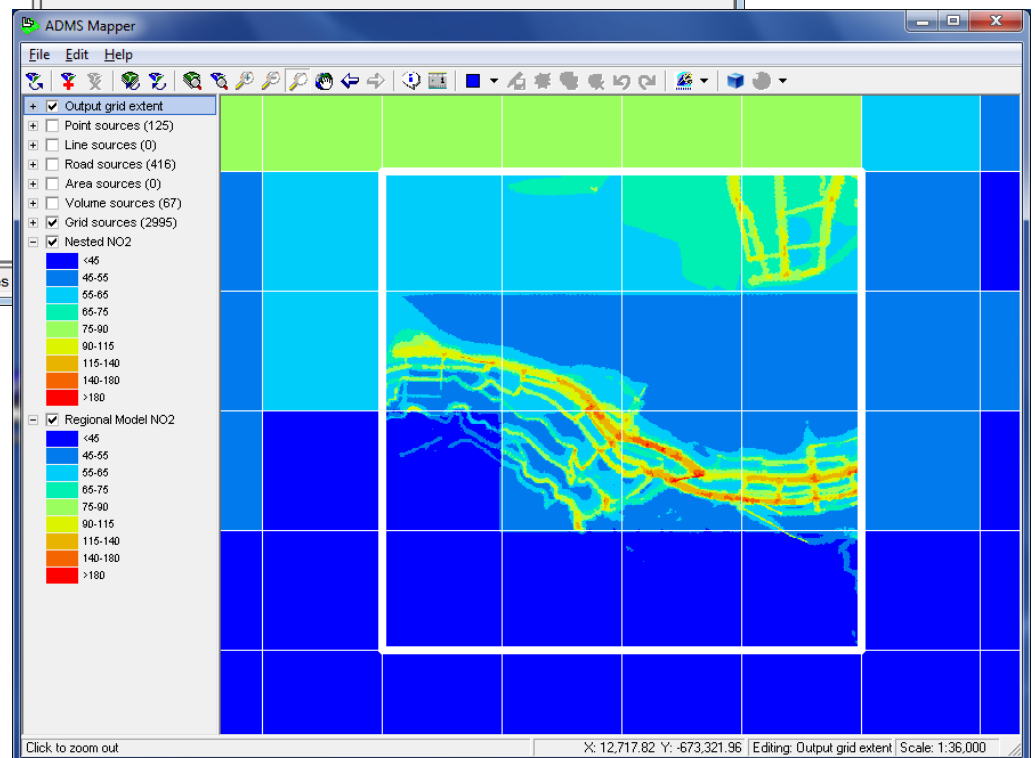 ADMS Mapper
File Edit Help
Output grid extent
Point sources (125)
Line sources (0)
Road sources (416)
Area sources (0)
Volume sources (67)
Grid sources (2995)
Nested NO2
<45
45-55
55-65
65-75
75-90
90-115
115-140
140-180
>180
Regional Model NO2
<45
45-55
55-65
65-75
75-90
90-115
115-140
140-180
>180
es
Click to zoom out
X: 12,717.82 Y: -673,321.96
Editing: Output grid extent
Scale: 1:36,000